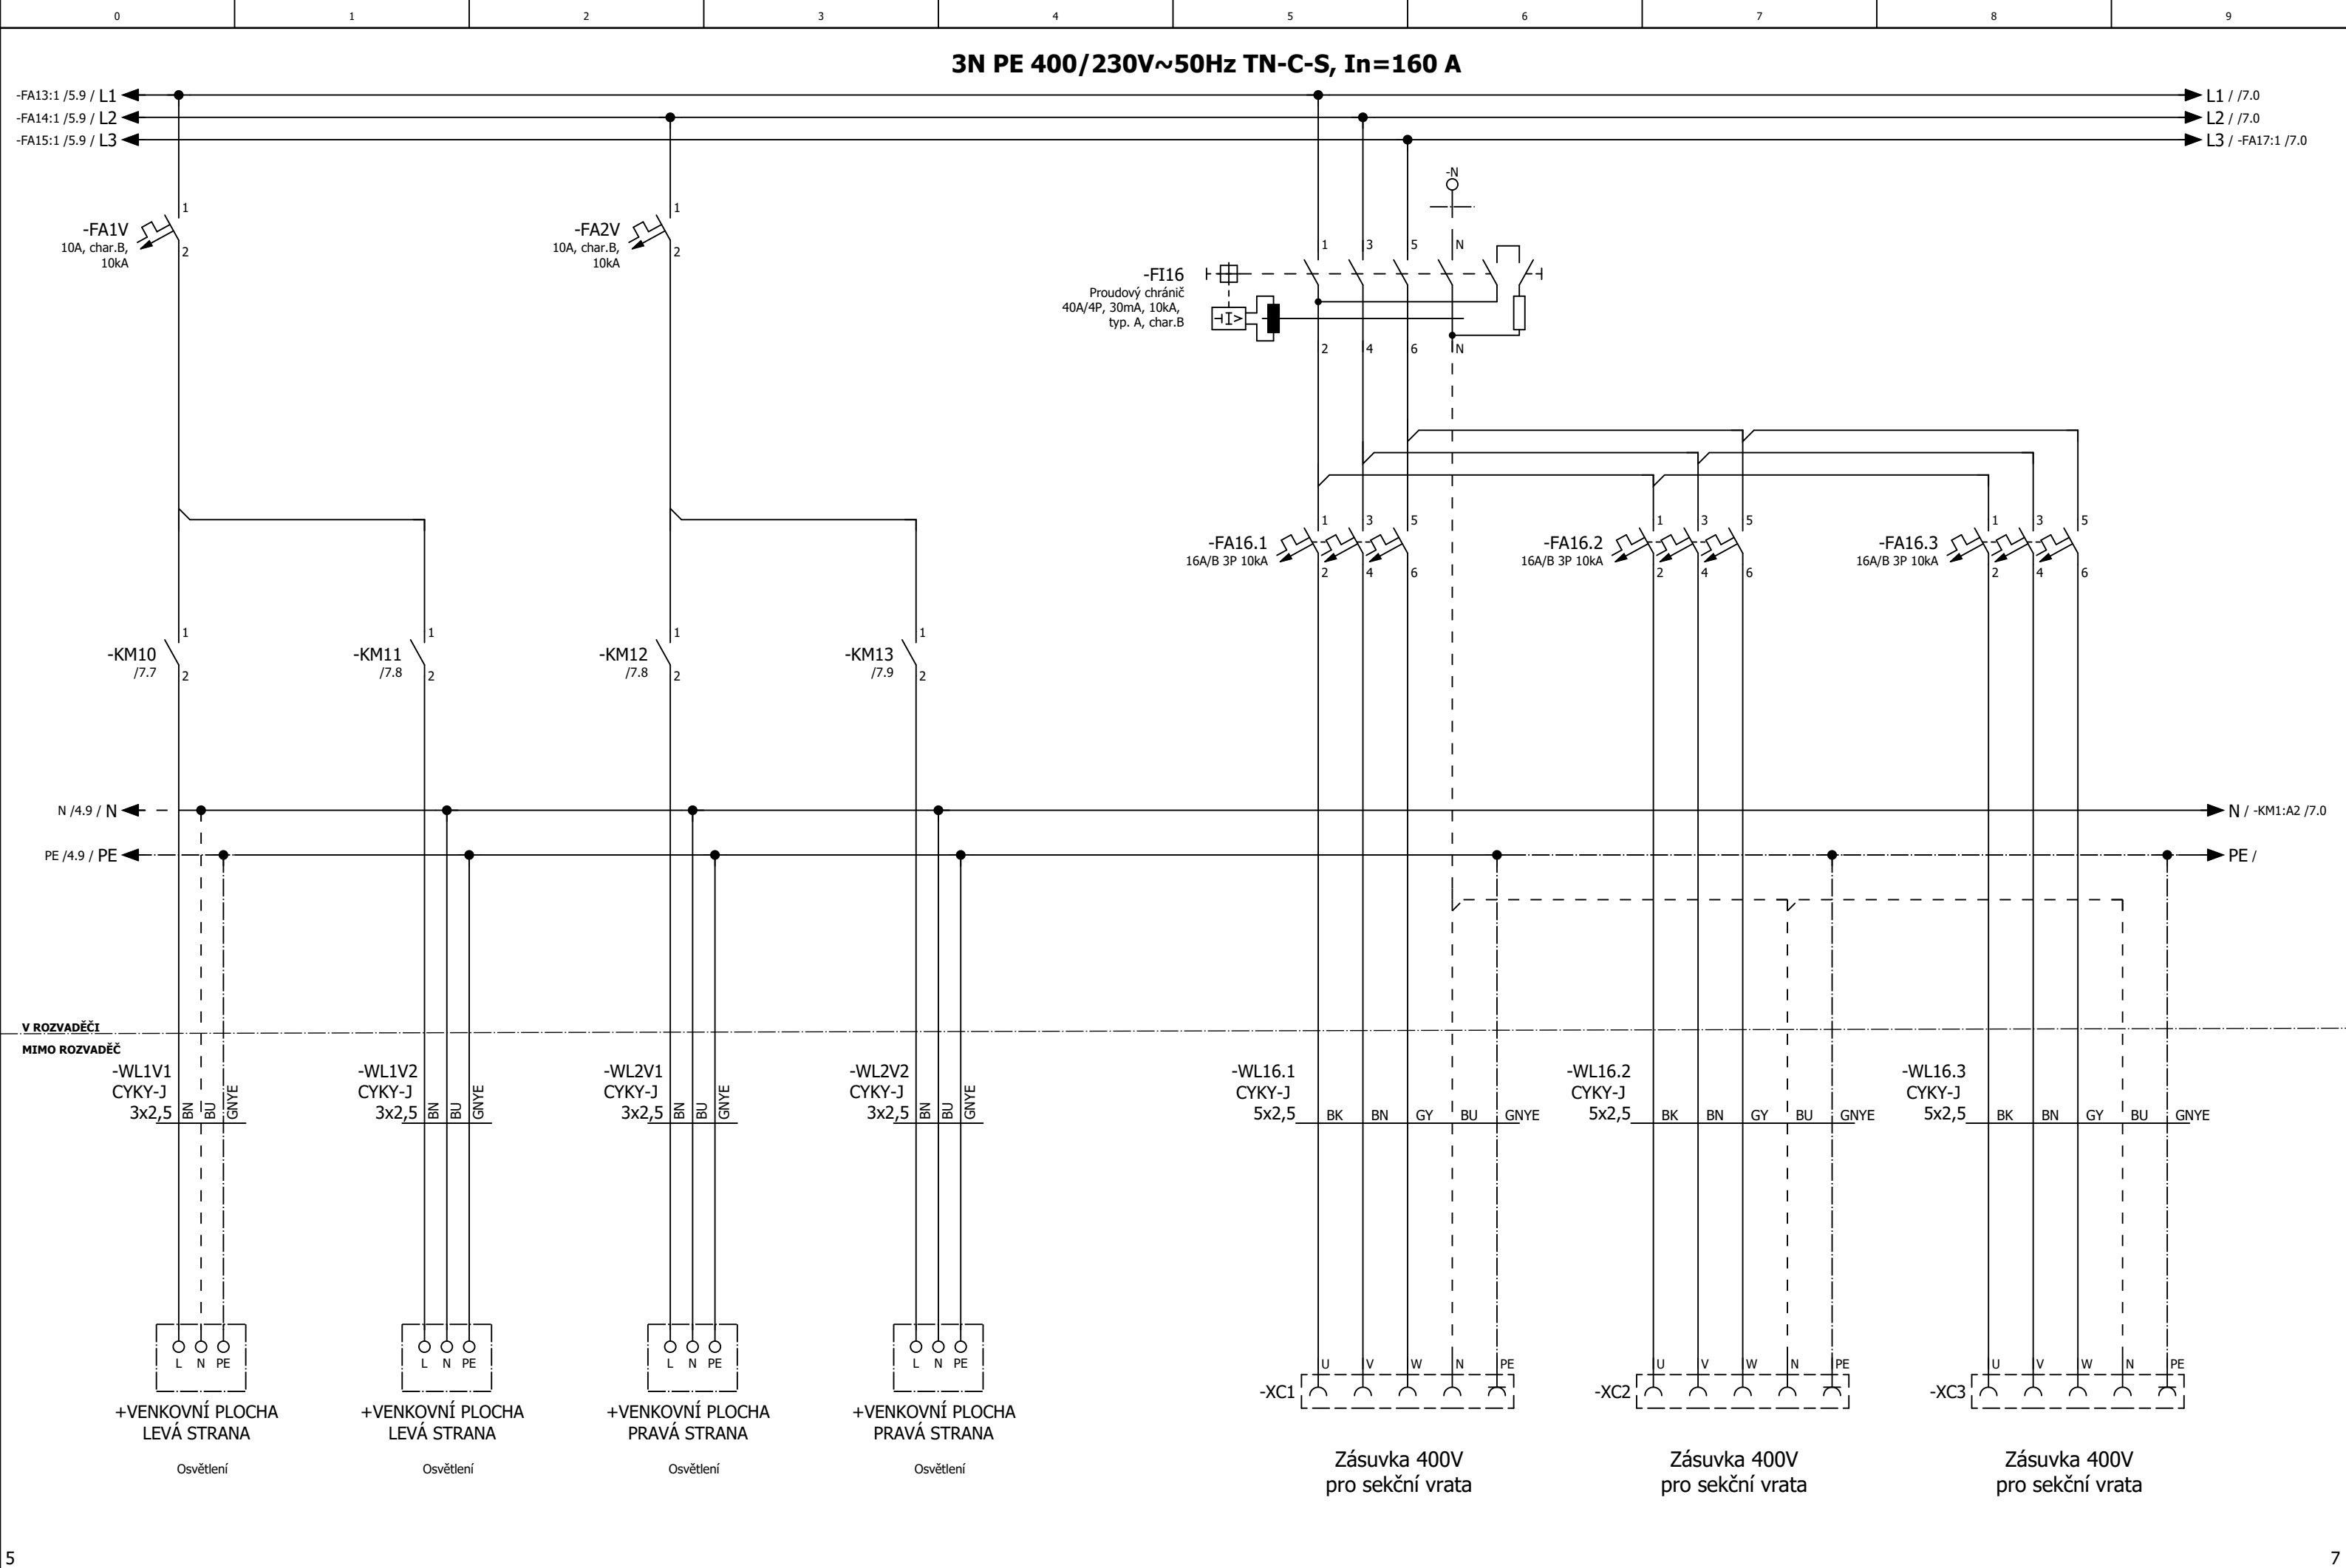 0 1 2 3 4 5 6 7 8 9
3N PE 400/230V~50Hz TN-C-S, In=160 A
-FA13:1 /5.9 / L1
L1 / /7.0
-FA14:1 /5.9 / L2
L2 / /7.0
-FA15:1 /5.9 / L3
L3 / -FA17:1 /7.0
-FA1V
10A, char.B,
10kA
1
2
-FA2V
10A, char.B,
10kA
1
2
-N
-FI16
Proudový chránič
40A/4P, 30mA, 10kA,
typ. A, char.B
1 3 5 N
I>
2 4 6 N
-FA16.1
16A/B 3P 10kA
1 3 5
2 4 6
-FA16.2
16A/B 3P 10kA
1 3 5
2 4 6
-FA16.3
16A/B 3P 10kA
1 3 5
2 4 6
-KM10
/7.7
1
2
-KM11
/7.8
1
2
-KM12
/7.8
1
2
-KM13
/7.9
1
2
N /4.9 / N
N / -KM1:A2 /7.0
PE /4.9 / PE
PE /
V ROZVADĚČI
MIMO ROZVADĚČ
-WL1V1
CYKY-J
3x2,5
BN BU GNYE
-WL1V2
CYKY-J
3x2,5
BN BU GNYE
-WL2V1
CYKY-J
3x2,5
BN BU GNYE
-WL2V2
CYKY-J
3x2,5
BN BU GNYE
-WL16.1
CYKY-J
5x2,5
BK BN GY BU GNYE
-WL16.2
CYKY-J
5x2,5
BK BN GY BU GNYE
-WL16.3
CYKY-J
5x2,5
BK BN GY BU GNYE
L N PE
+VENKOVNÍ PLOCHA
LEVÁ STRANA
Osvětlení
L N PE
+VENKOVNÍ PLOCHA
LEVÁ STRANA
Osvětlení
L N PE
+VENKOVNÍ PLOCHA
PRAVÁ STRANA
Osvětlení
L N PE
+VENKOVNÍ PLOCHA
PRAVÁ STRANA
Osvětlení
-XC1
U V W N PE
Zásuvka 400V
pro sekční vrata
-XC2
U V W N PE
Zásuvka 400V
pro sekční vrata
-XC3
U V W N PE
Zásuvka 400V
pro sekční vrata
5
7